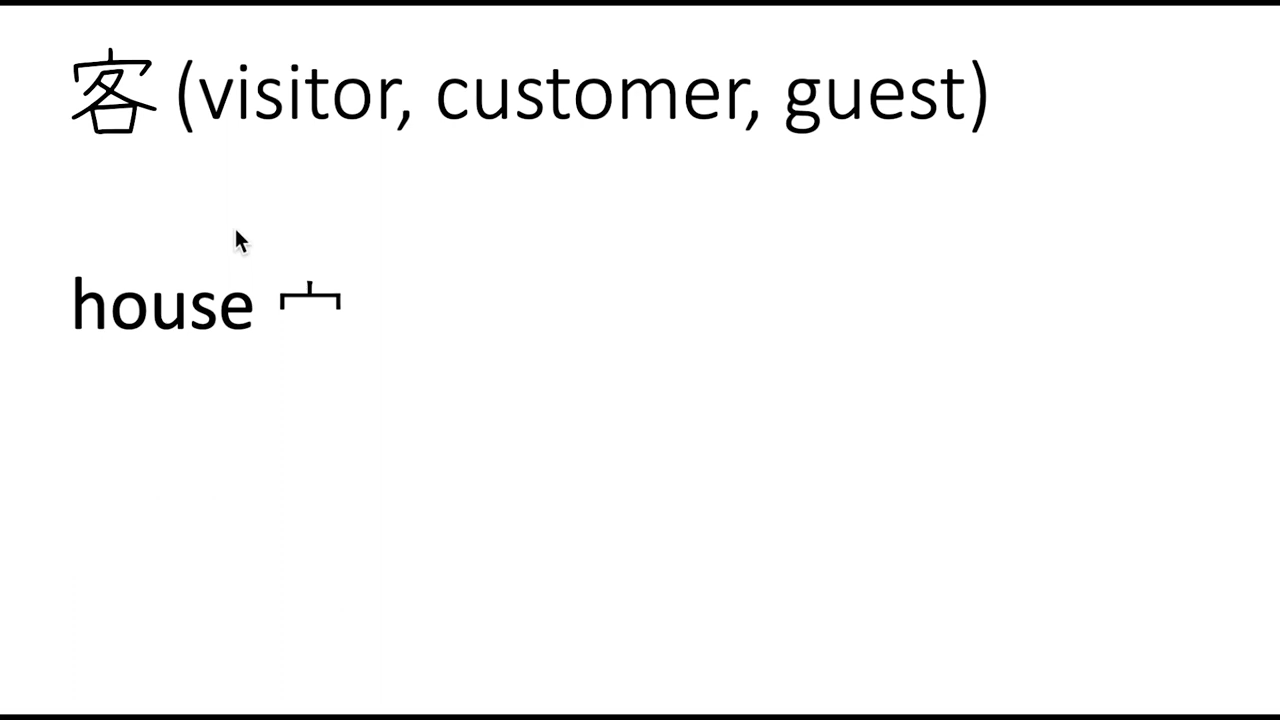 客 (visitor, customer, guest)
house 宀